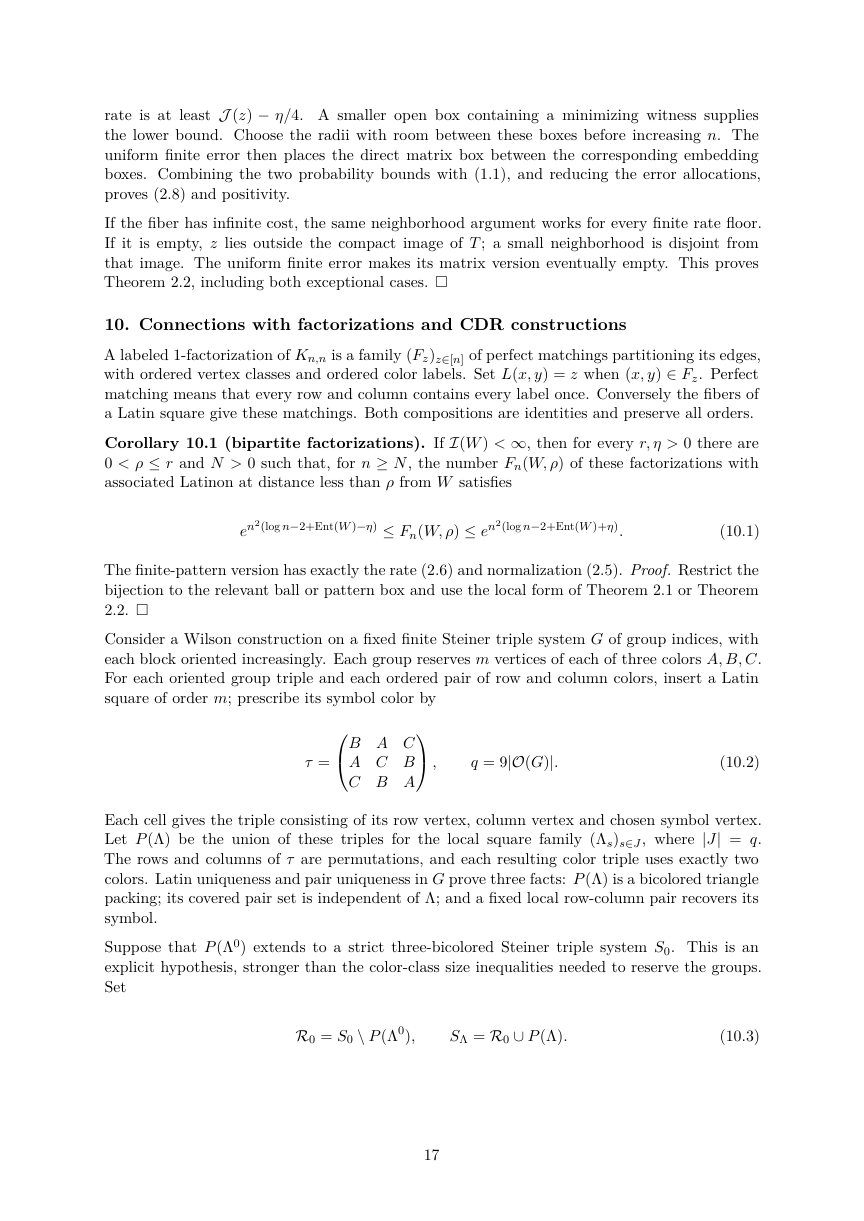 rate is at least 𝒥(z) − η/4. A smaller open box containing a minimizing witness supplies
the lower bound. Choose the radii with room between these boxes before increasing n. The
uniform finite error then places the direct matrix box between the corresponding embedding
boxes. Combining the two probability bounds with (1.1), and reducing the error allocations,
proves (2.8) and positivity.
If the fiber has infinite cost, the same neighborhood argument works for every finite rate floor.
If it is empty, z lies outside the compact image of T; a small neighborhood is disjoint from
that image. The uniform finite error makes its matrix version eventually empty. This proves
Theorem 2.2, including both exceptional cases. □
10. Connections with factorizations and CDR constructions
A labeled 1-factorization of K_{n,n} is a family (F_z)_{z∈[n]} of perfect matchings partitioning its edges,
with ordered vertex classes and ordered color labels. Set L(x, y) = z when (x, y) ∈ F_z. Perfect
matching means that every row and column contains every label once. Conversely the fibers of
a Latin square give these matchings. Both compositions are identities and preserve all orders.
Corollary 10.1 (bipartite factorizations). If ℐ(W) < ∞, then for every r, η > 0 there are
0 < ρ ≤ r and N > 0 such that, for n ≥ N, the number F_n(W, ρ) of these factorizations with
associated Latinon at distance less than ρ from W satisfies
e^{n²(log n−2+Ent(W)−η)} ≤ F_n(W, ρ) ≤ e^{n²(log n−2+Ent(W)+η)}. (10.1)
The finite-pattern version has exactly the rate (2.6) and normalization (2.5). Proof. Restrict the
bijection to the relevant ball or pattern box and use the local form of Theorem 2.1 or Theorem
2.2. □
Consider a Wilson construction on a fixed finite Steiner triple system G of group indices, with
each block oriented increasingly. Each group reserves m vertices of each of three colors A, B, C.
For each oriented group triple and each ordered pair of row and column colors, insert a Latin
square of order m; prescribe its symbol color by
B A C
τ = ( A C B ), q = 9|𝒪(G)|. (10.2)
C B A
Each cell gives the triple consisting of its row vertex, column vertex and chosen symbol vertex.
Let P(Λ) be the union of these triples for the local square family (Λ_s)_{s∈J}, where |J| = q.
The rows and columns of τ are permutations, and each resulting color triple uses exactly two
colors. Latin uniqueness and pair uniqueness in G prove three facts: P(Λ) is a bicolored triangle
packing; its covered pair set is independent of Λ; and a fixed local row-column pair recovers its
symbol.
Suppose that P(Λ⁰) extends to a strict three-bicolored Steiner triple system S₀. This is an
explicit hypothesis, stronger than the color-class size inequalities needed to reserve the groups.
Set
ℛ₀ = S₀ \ P(Λ⁰), S_Λ = ℛ₀ ∪ P(Λ). (10.3)
17